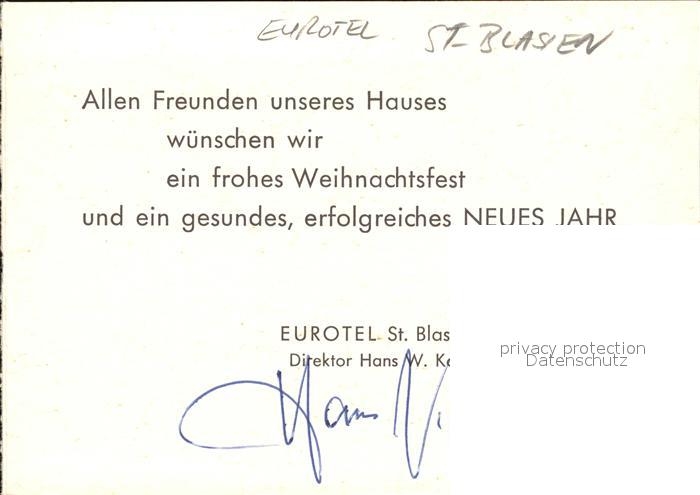 EUROTEL ST. BLASIEN
Allen Freunden unseres Hauses
wünschen wir
ein frohes Weihnachtsfest
und ein gesundes, erfolgreiches NEUES JAHR
EUROTEL St. Blas
Direktor Hans W. K
privacy protection
Datenschutz
Hans W.